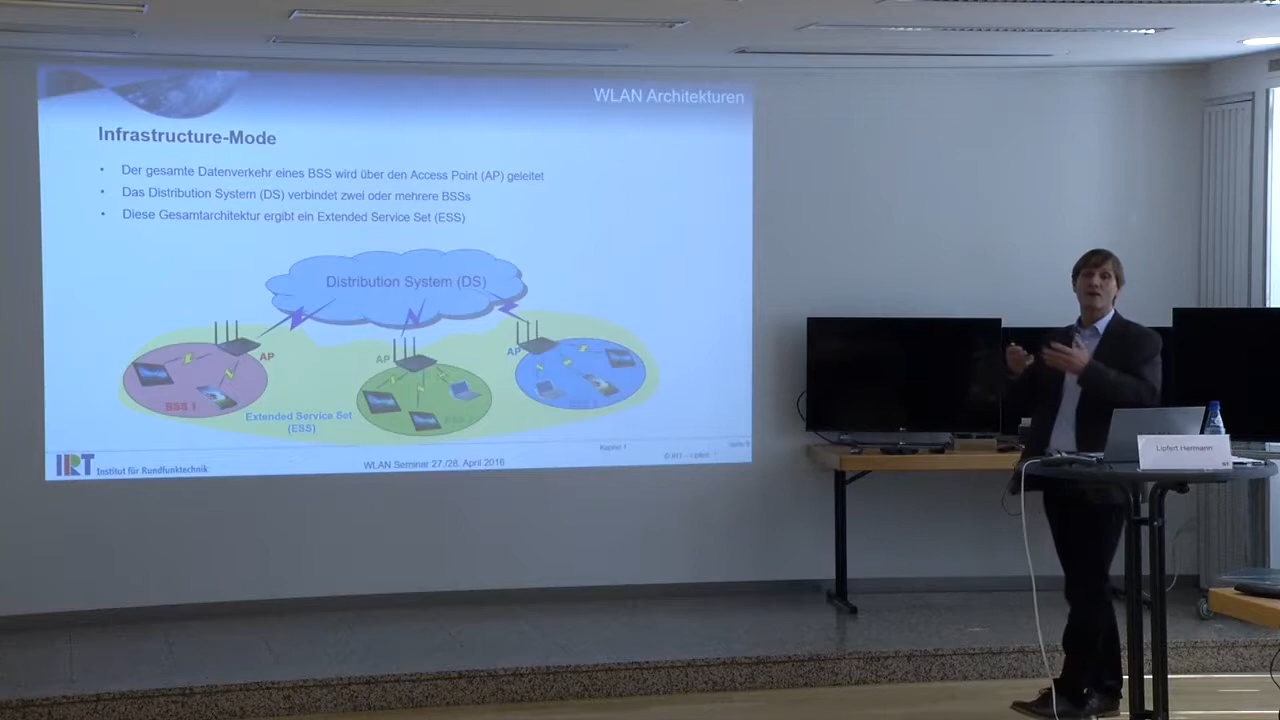 WLAN Architekturen
Infrastructure-Mode
• Der gesamte Datenverkehr eines BSS wird über den Access Point (AP) geleitet
• Das Distribution System (DS) verbindet zwei oder mehrere BSSs
• Diese Gesamtarchitektur ergibt ein Extended Service Set (ESS)
Distribution System (DS)
AP
AP
AP
BSS 1
Extended Service Set
(ESS)
IRT Institut für Rundfunktechnik
WLAN Seminar 27./28. April 2016
Kapitel 1
© IRT – Lipfert
Lipfert Hermann